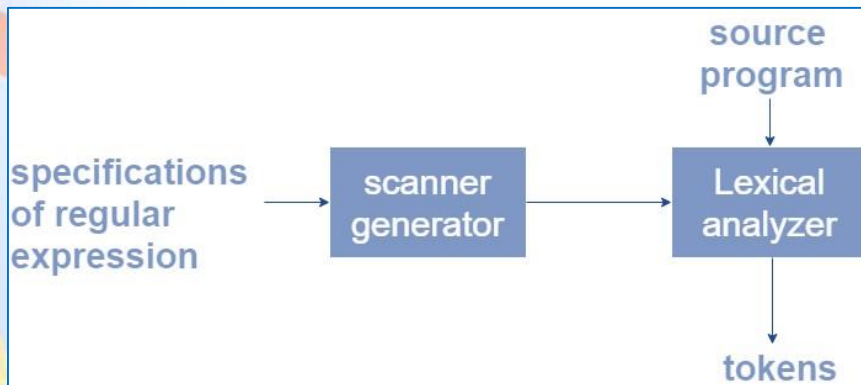 source
program
specifications
of regular
expression
scanner
generator
Lexical
analyzer
tokens